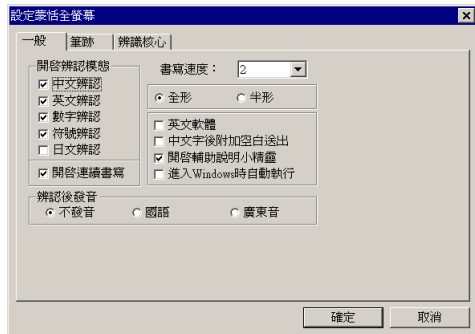 設定蒙恬全螢幕
一般 筆跡 辨識核心
開啓辨認模態
中文辨認
英文辨認
數字辨認
符號辨認
日文辨認
開啓連續書寫
書寫速度： 2
全形 半形
英文軟體
中文字後附加空白送出
開啓輔助說明小精靈
進入Windows時自動執行
辨認後發音
不發音 國語 廣東音
確定 取消